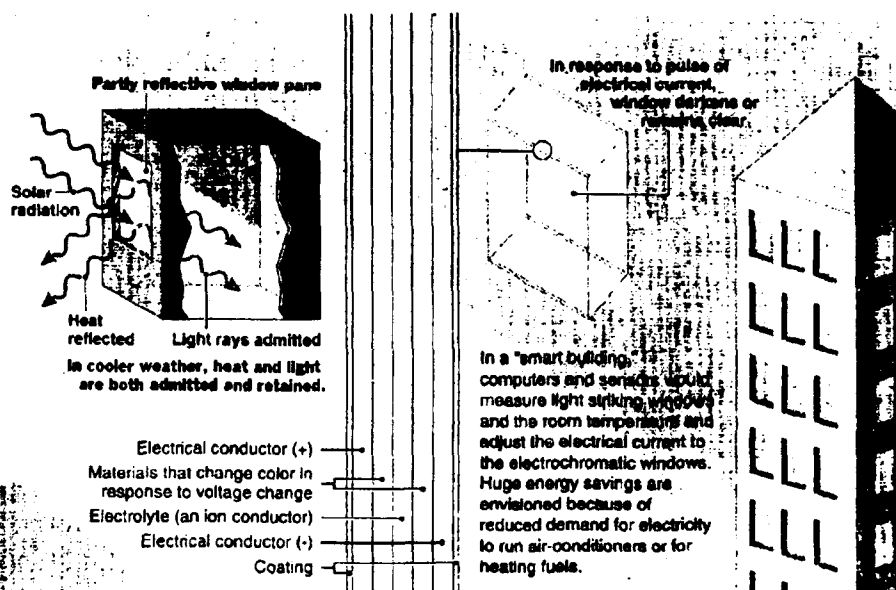 Partly reflective window pane
Solar
radiation
Heat
reflected
Light rays admitted
In cooler weather, heat and light
are both admitted and retained.
In response to pulse of
electrical current,
window darkens or
remains clear.
Electrical conductor (+)
Materials that change color in
response to voltage change
Electrolyte (an ion conductor)
Electrical conductor (-)
Coating
In a "smart building,
computers and sensors would
measure light striking windows
and the room temperature and
adjust the electrical current to
the electrochromatic windows.
Huge energy savings are
envisioned because of
reduced demand for electricity
to run air-conditioners or for
heating fuels.